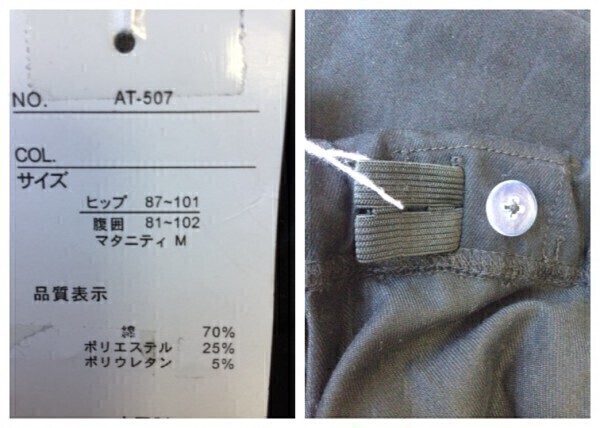 NO. AT-507
COL.
サイズ
ヒップ 87~101
腹囲 81~102
マタニティ M
品質表示
綿 70%
ポリエステル 25%
ポリウレタン 5%